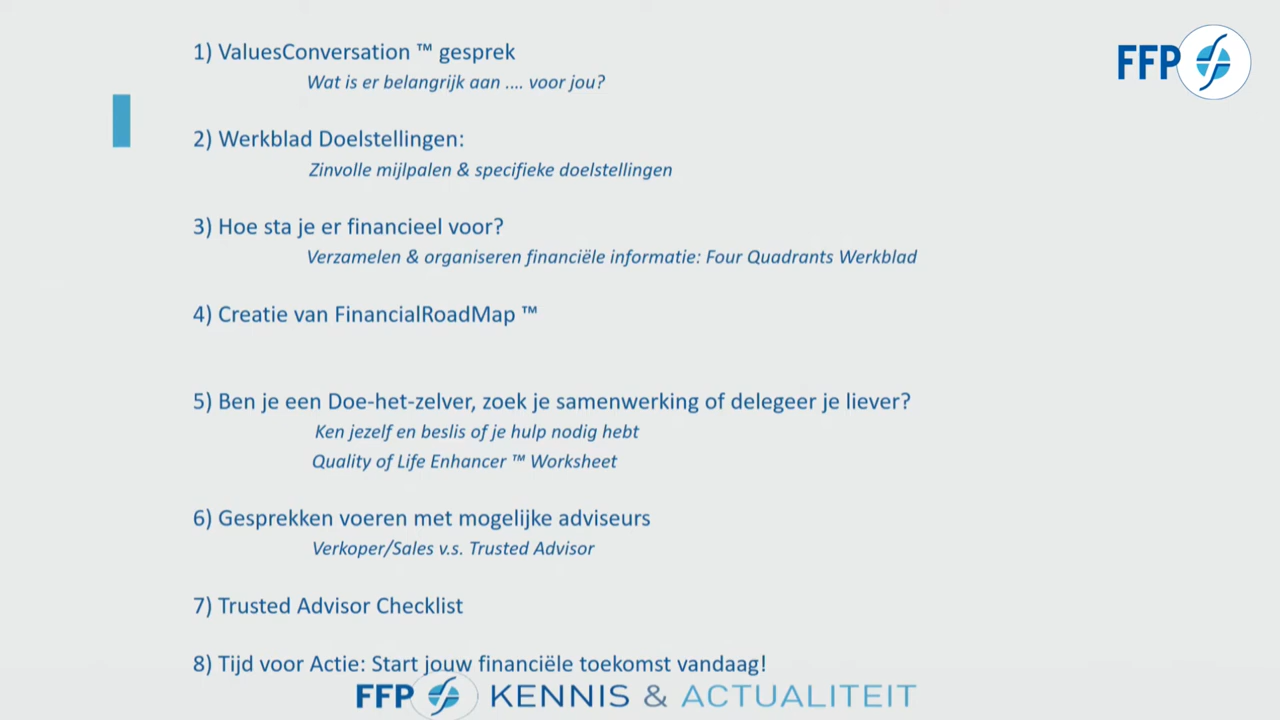 FFP
1) ValuesConversation ™ gesprek
Wat is er belangrijk aan .... voor jou?
2) Werkblad Doelstellingen:
Zinvolle mijlpalen & specifieke doelstellingen
3) Hoe sta je er financieel voor?
Verzamelen & organiseren financiële informatie: Four Quadrants Werkblad
4) Creatie van FinancialRoadMap ™
5) Ben je een Doe-het-zelver, zoek je samenwerking of delegeer je liever?
Ken jezelf en beslis of je hulp nodig hebt
Quality of Life Enhancer ™ Worksheet
6) Gesprekken voeren met mogelijke adviseurs
Verkoper/Sales v.s. Trusted Advisor
7) Trusted Advisor Checklist
8) Tijd voor Actie: Start jouw financiële toekomst vandaag!
FFP KENNIS & ACTUALITEIT